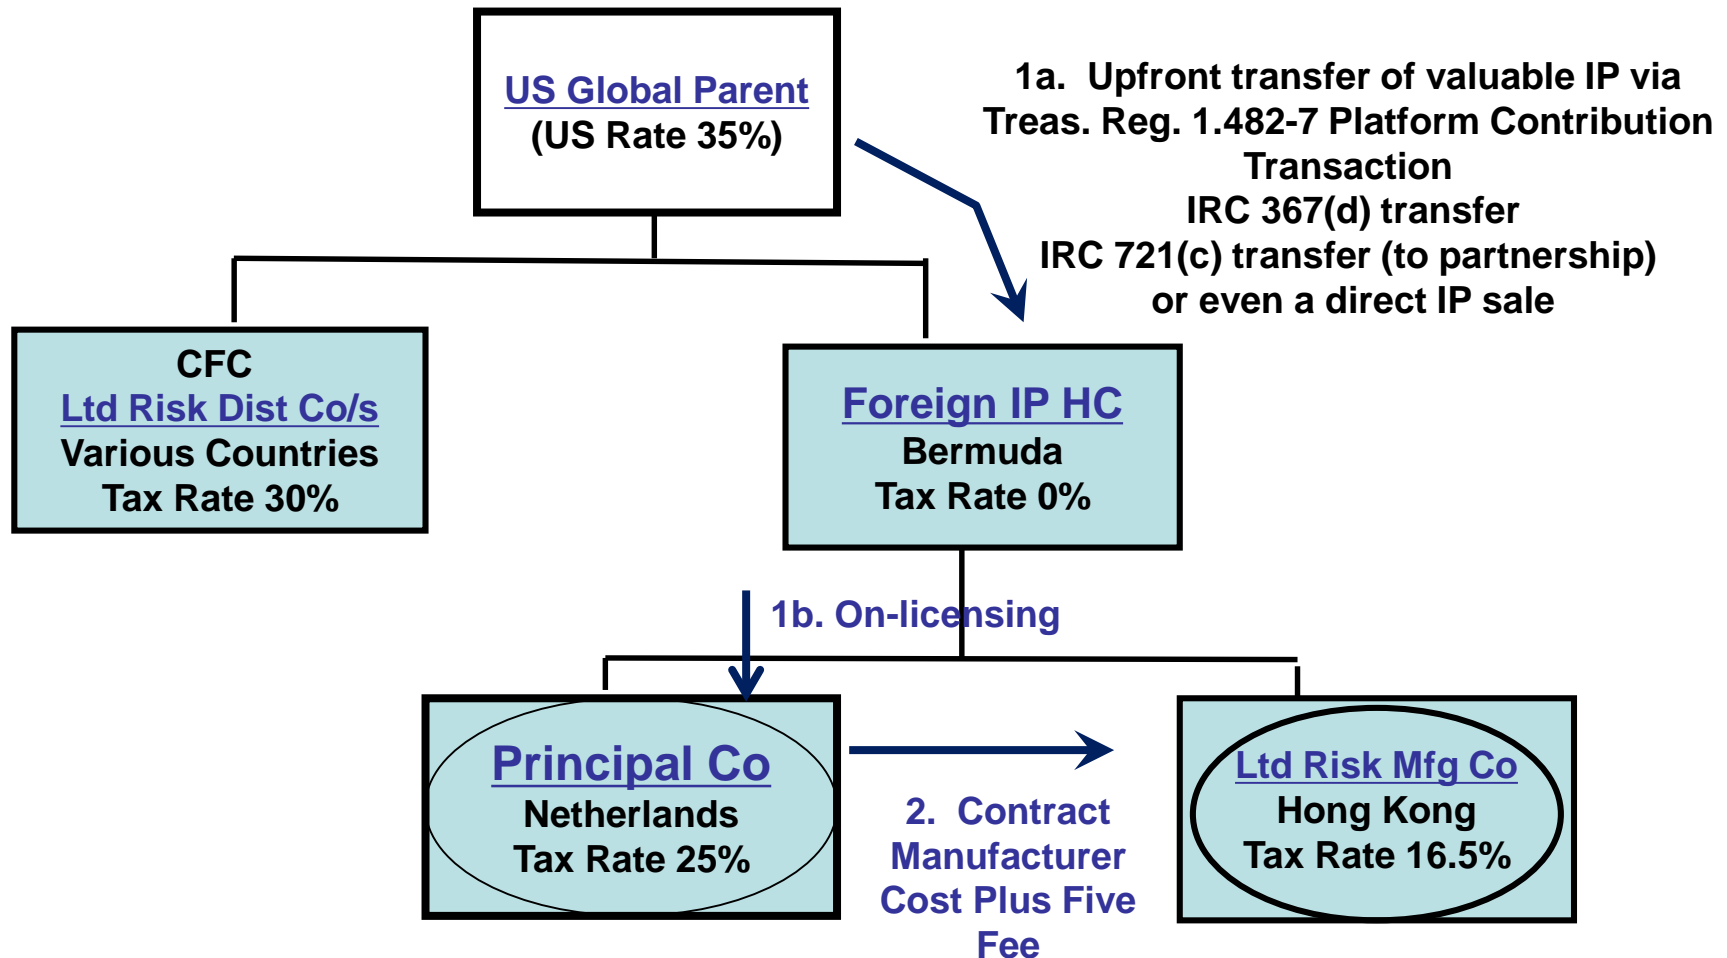 US Global Parent
(US Rate 35%)
1a. Upfront transfer of valuable IP via
Treas. Reg. 1.482-7 Platform Contribution
Transaction
IRC 367(d) transfer
IRC 721(c) transfer (to partnership)
or even a direct IP sale
CFC
Ltd Risk Dist Co/s
Various Countries
Tax Rate 30%
Foreign IP HC
Bermuda
Tax Rate 0%
1b. On-licensing
Principal Co
Netherlands
Tax Rate 25%
2. Contract
Manufacturer
Cost Plus Five
Fee
Ltd Risk Mfg Co
Hong Kong
Tax Rate 16.5%